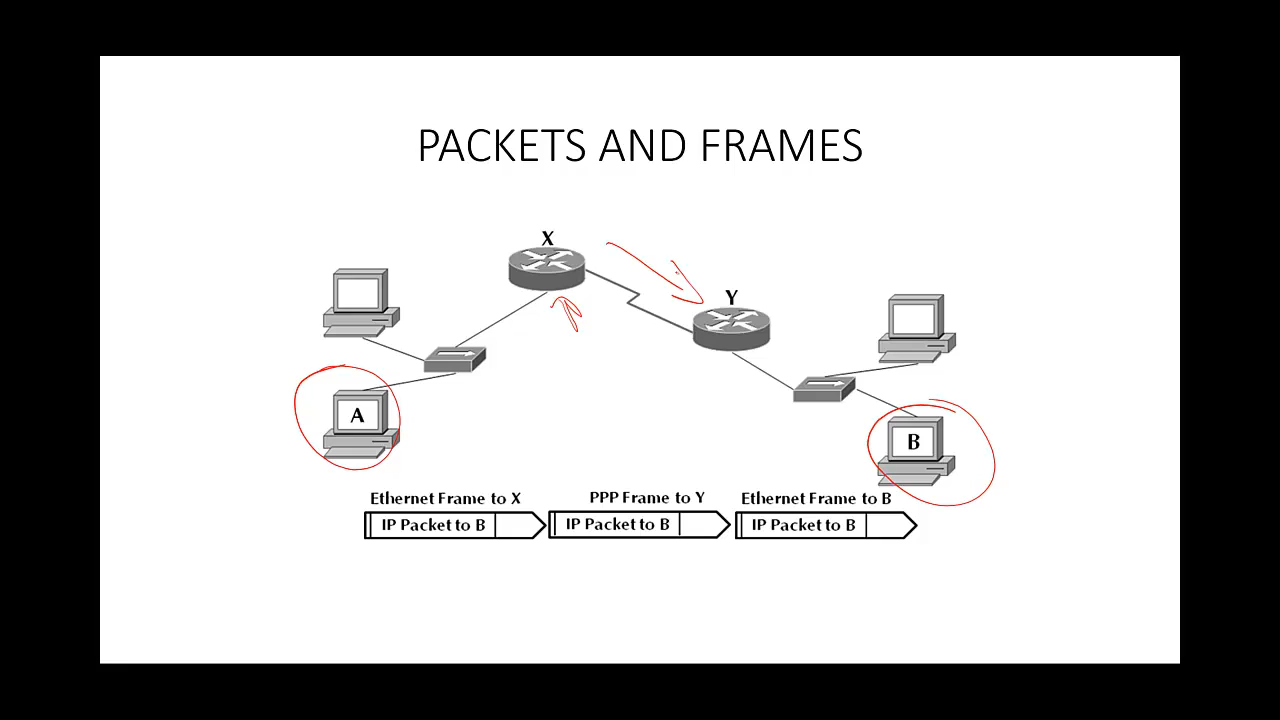 PACKETS AND FRAMES
X
Y
A
B
Ethernet Frame to X
PPP Frame to Y
Ethernet Frame to B
IP Packet to B
IP Packet to B
IP Packet to B